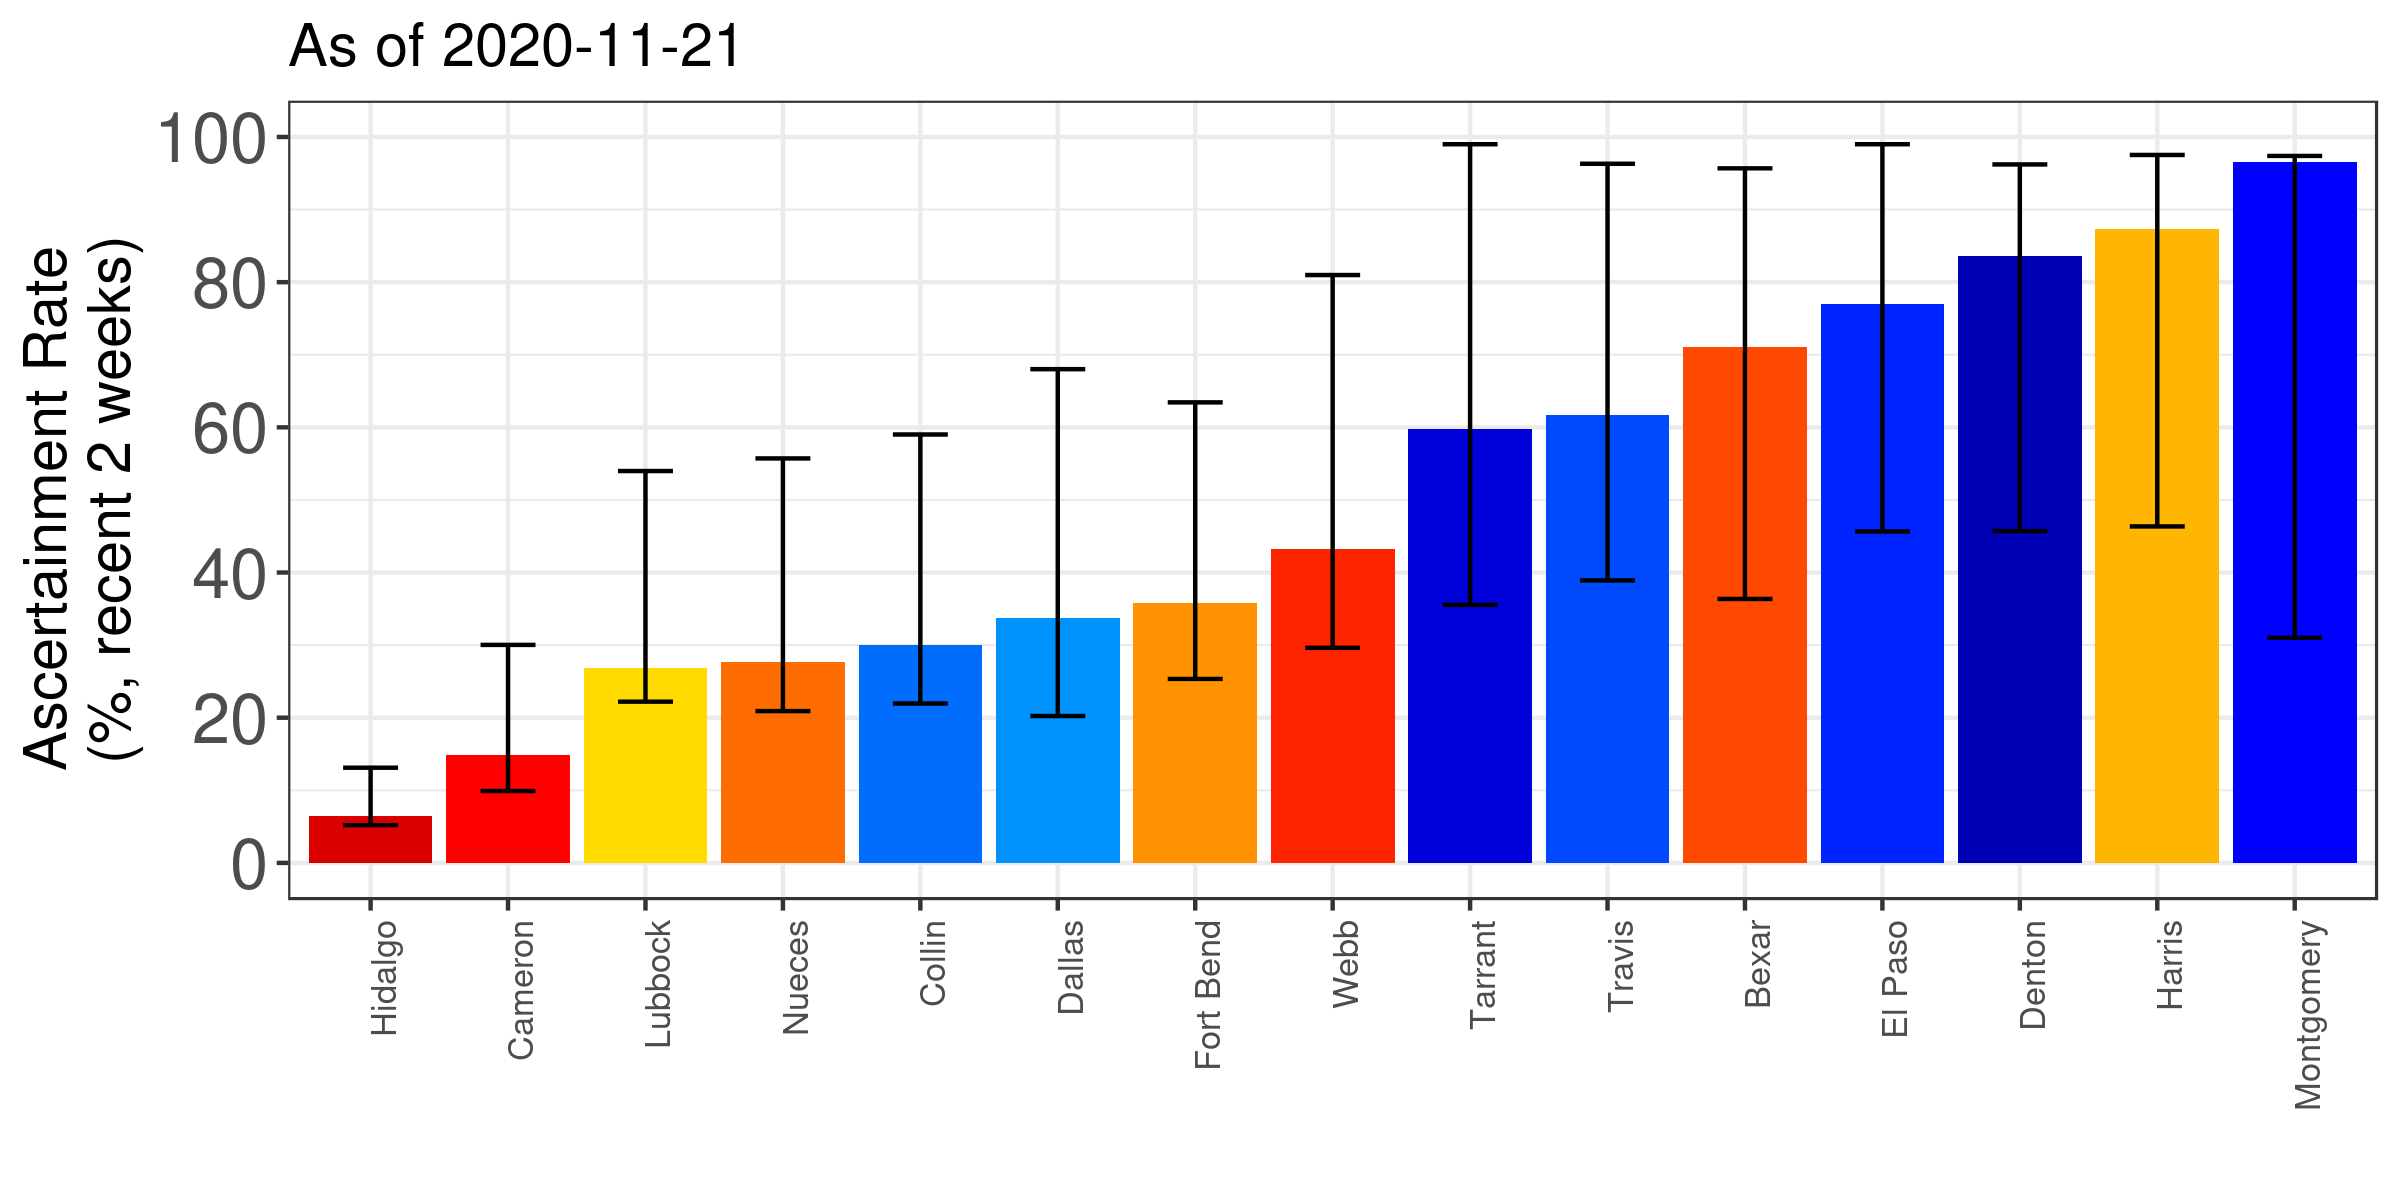 As of 2020-11-21
Ascertainment Rate
(%, recent 2 weeks)
100
80
60
40
20
0
Hidalgo
Cameron
Lubbock
Nueces
Collin
Dallas
Fort Bend
Webb
Tarrant
Travis
Bexar
El Paso
Denton
Harris
Montgomery